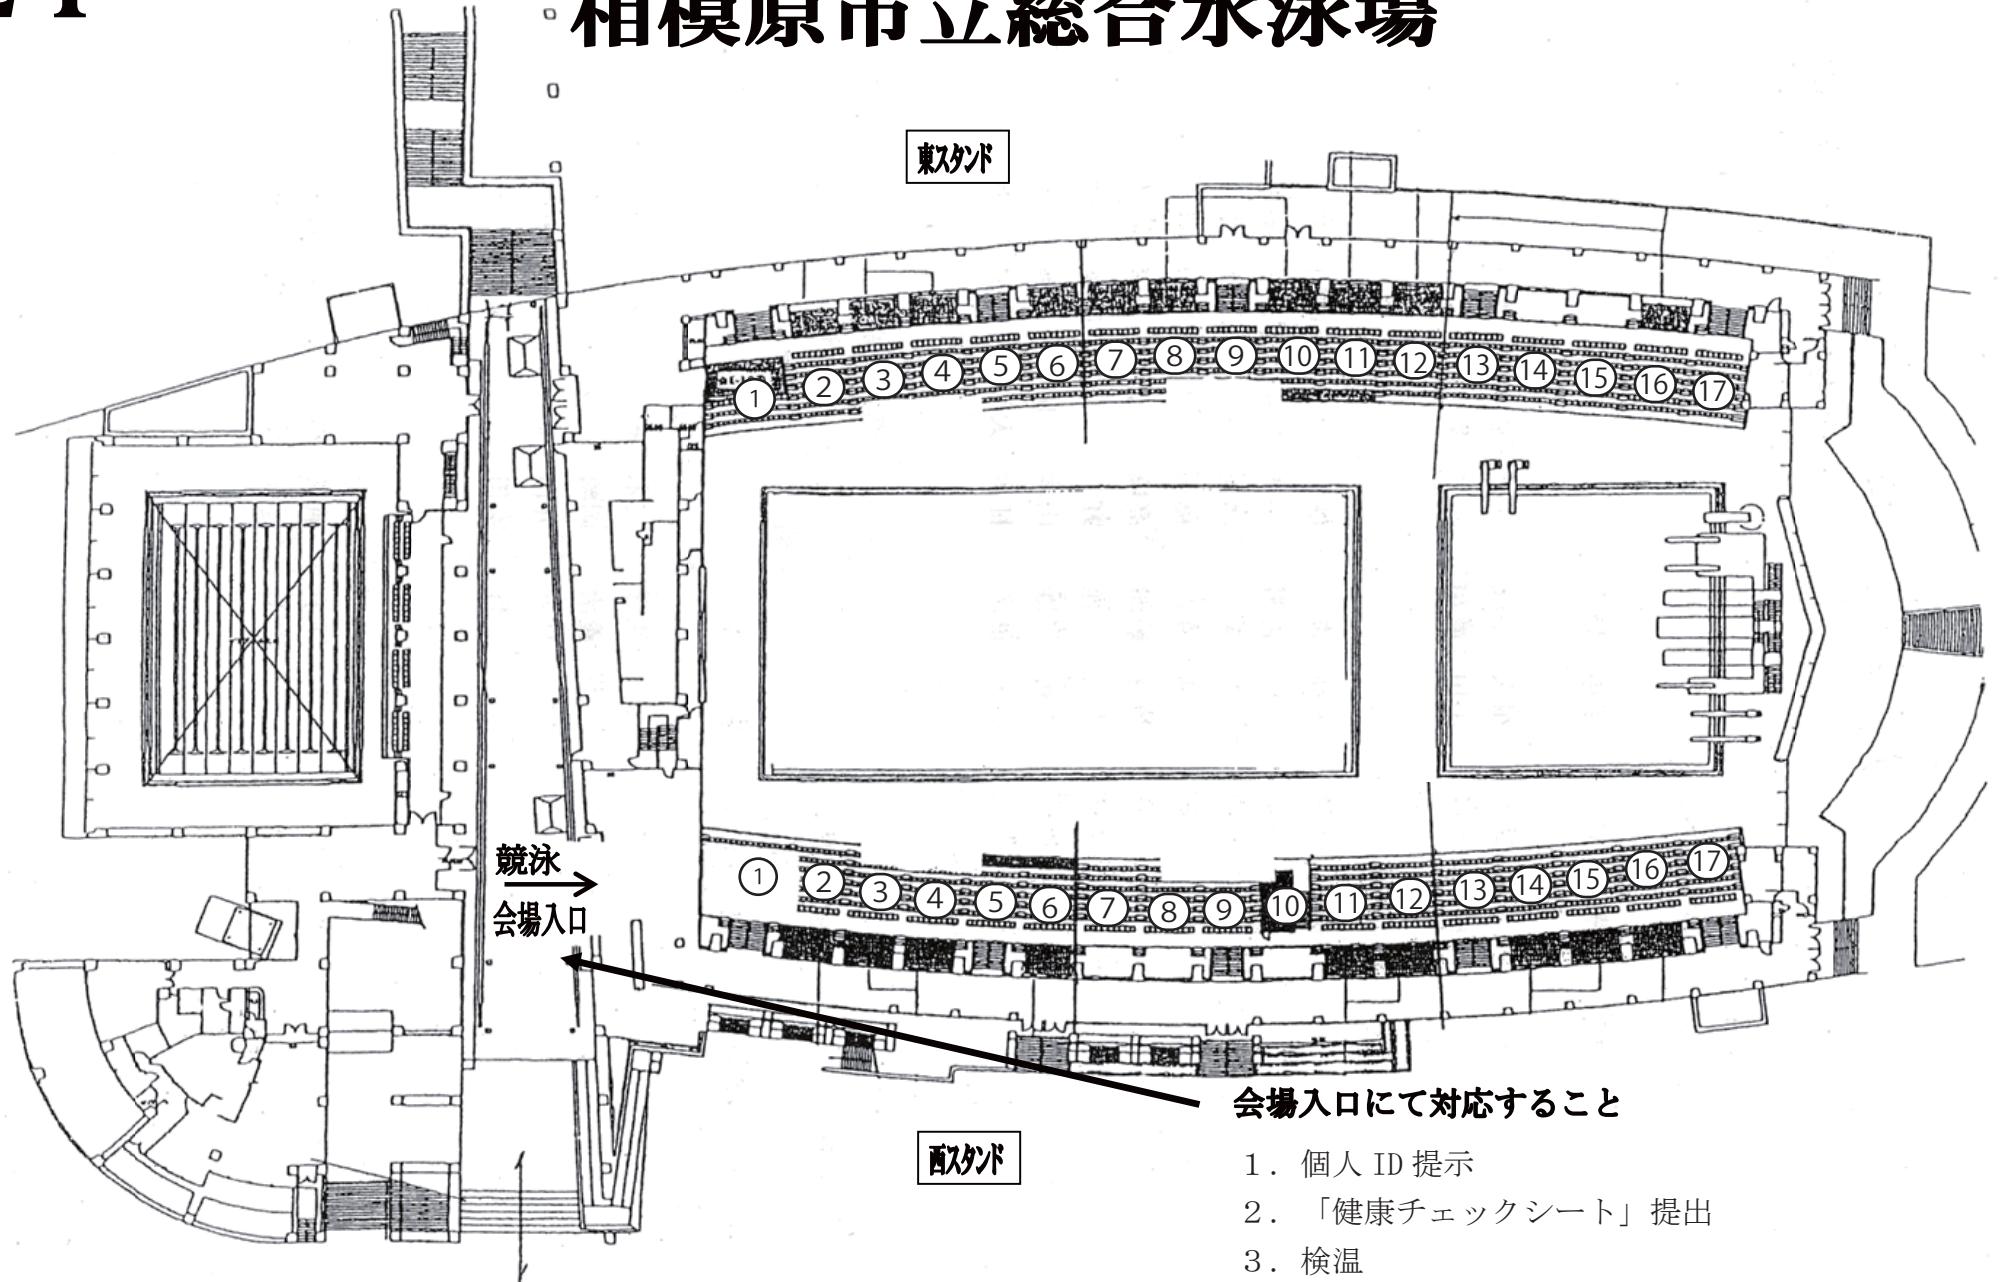 相模原市立総合水泳場
東スタンド
1 2 3 4 5 6 7 8 9 10 11 12 13 14 15 16 17
1 2 3 4 5 6 7 8 9 10 11 12 13 14 15 16 17
競泳
会場入口
西スタンド
会場入口にて対応すること
１．個人 ID 提示
２．「健康チェックシート」提出
３．検温